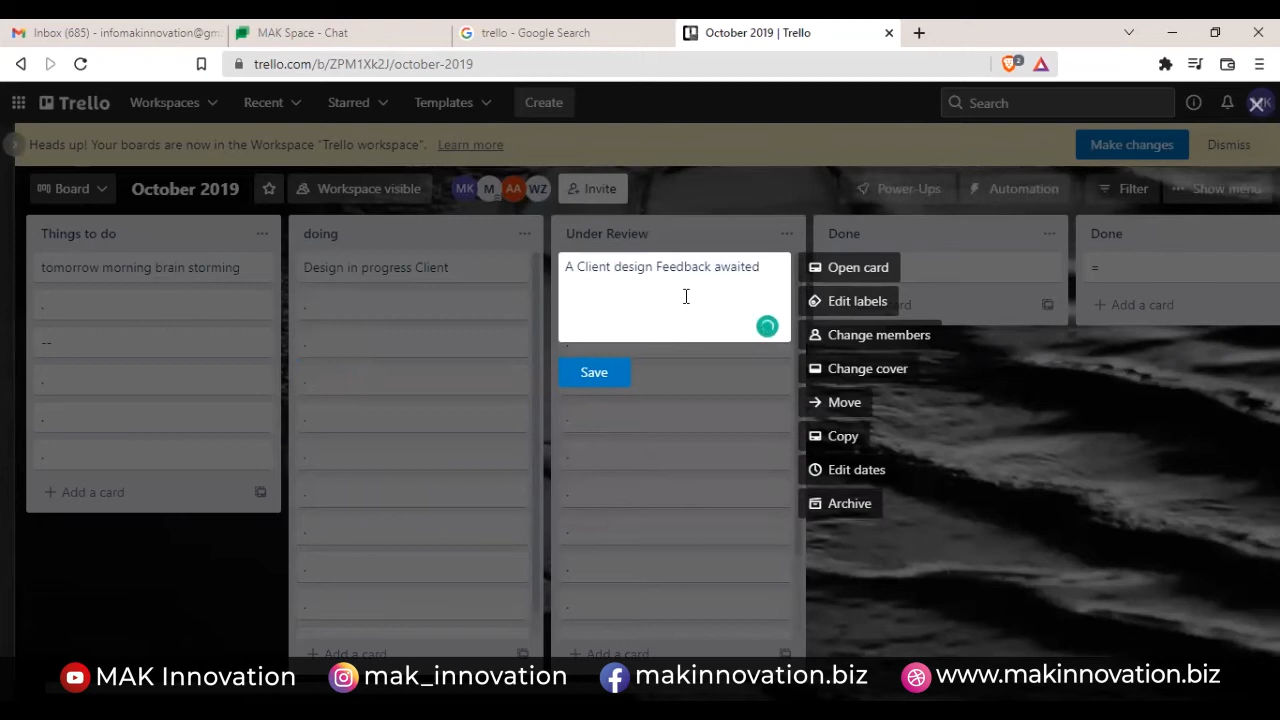 Inbox (685) - infomakinnovation@gm
MAK Space - Chat
trello - Google Search
October 2019 | Trello
trello.com/b/ZPM1Xk2J/october-2019
2
Trello
Workspaces
Recent
Starred
Templates
Create
Search
Heads up! Your boards are now in the Workspace "Trello workspace".
Learn more
Make changes
Dismiss
Board
October 2019
Workspace visible
MK
M
AA
WZ
Invite
Power-Ups
Automation
Filter
Show menu
Things to do
tomorrow morning brain storming
.
--
.
.
.
+ Add a card
doing
Design in progress Client
.
.
.
.
.
.
.
.
.
+ Add a card
Under Review
A Client design Feedback awaited
Save
.
.
.
.
.
.
.
+ Add a card
Done
Open card
Edit labels
Change members
Change cover
Move
Copy
Edit dates
Archive
Done
=
+ Add a card
MAK Innovation
mak_innovation
makinnovation.biz
www.makinnovation.biz